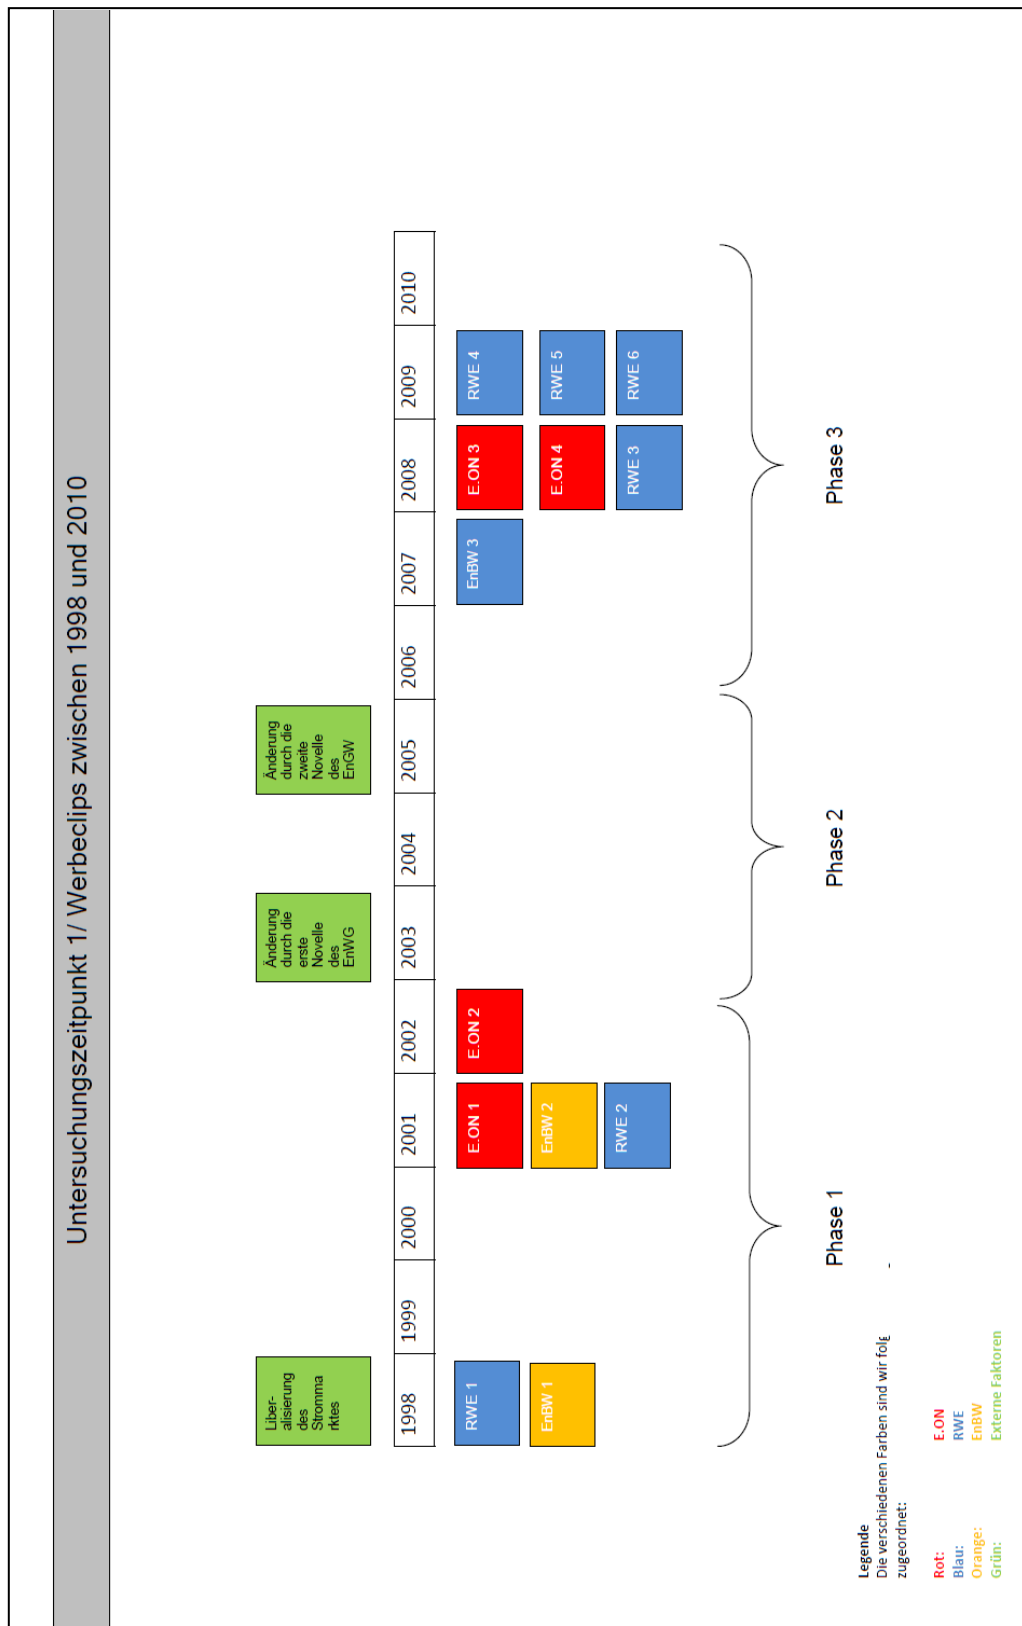 Untersuchungszeitpunkt 1/ Werbeclips zwischen 1998 und 2010
Liber-
alisierung
des
Stromma
rktes
Änderung
durch die
erste
Novelle
des
EnWG
Änderung
durch die
zweite
Novelle
des
EnGW
1998 1999 2000 2001 2002 2003 2004 2005 2006 2007 2008 2009 2010
RWE 1 E.ON 1 E.ON 2 EnBW 3 E.ON 3 RWE 4
EnBW 1 EnBW 2 E.ON 4 RWE 5
RWE 2 RWE 3 RWE 6
Phase 1 Phase 2 Phase 3
Legende
Die verschiedenen Farben sind wir folg
zugeordnet:
Rot: E.ON
Blau: RWE
Orange: EnBW
Grün: Externe Faktoren